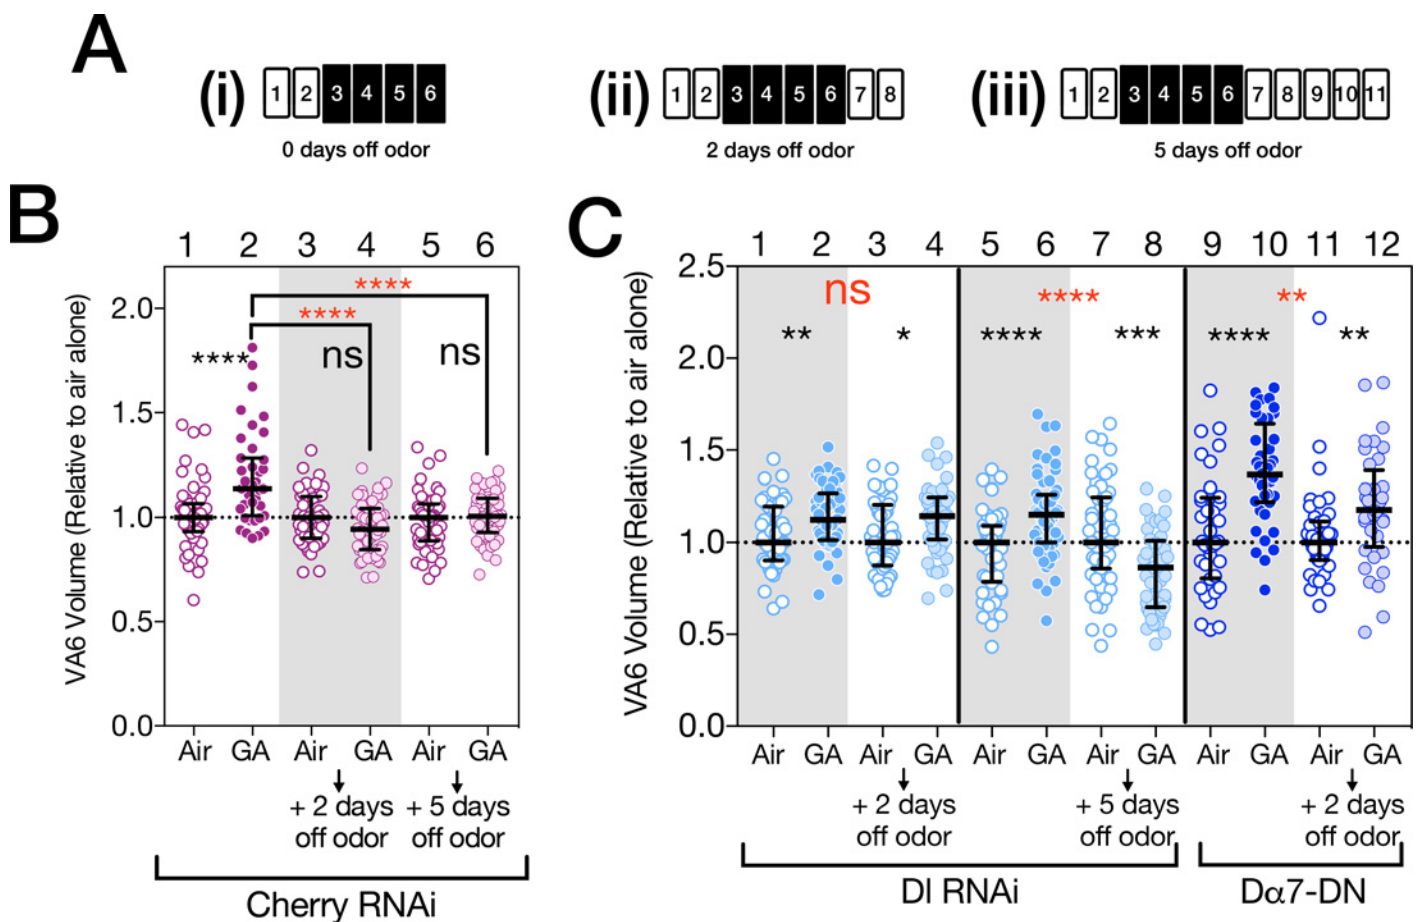 A
(i) 1 2 3 4 5 6
0 days off odor
(ii) 1 2 3 4 5 6 7 8
2 days off odor
(iii) 1 2 3 4 5 6 7 8 9 10 11
5 days off odor
B
1 2 3 4 5 6
VA6 Volume (Relative to air alone)
2.0
1.5
1.0
0.5
0.0
****
****
**** ns ns
Air GA Air GA Air GA
+ 2 days
off odor
+ 5 days
off odor
Cherry RNAi
C
1 2 3 4 5 6 7 8 9 10 11 12
VA6 Volume (Relative to air alone)
2.5
2.0
1.5
1.0
0.5
0.0
ns **** **
** * **** *** **** **
Air GA Air GA Air GA Air GA Air GA Air GA
+ 2 days
off odor
+ 5 days
off odor
+ 2 days
off odor
Dl RNAi
Dα7-DN